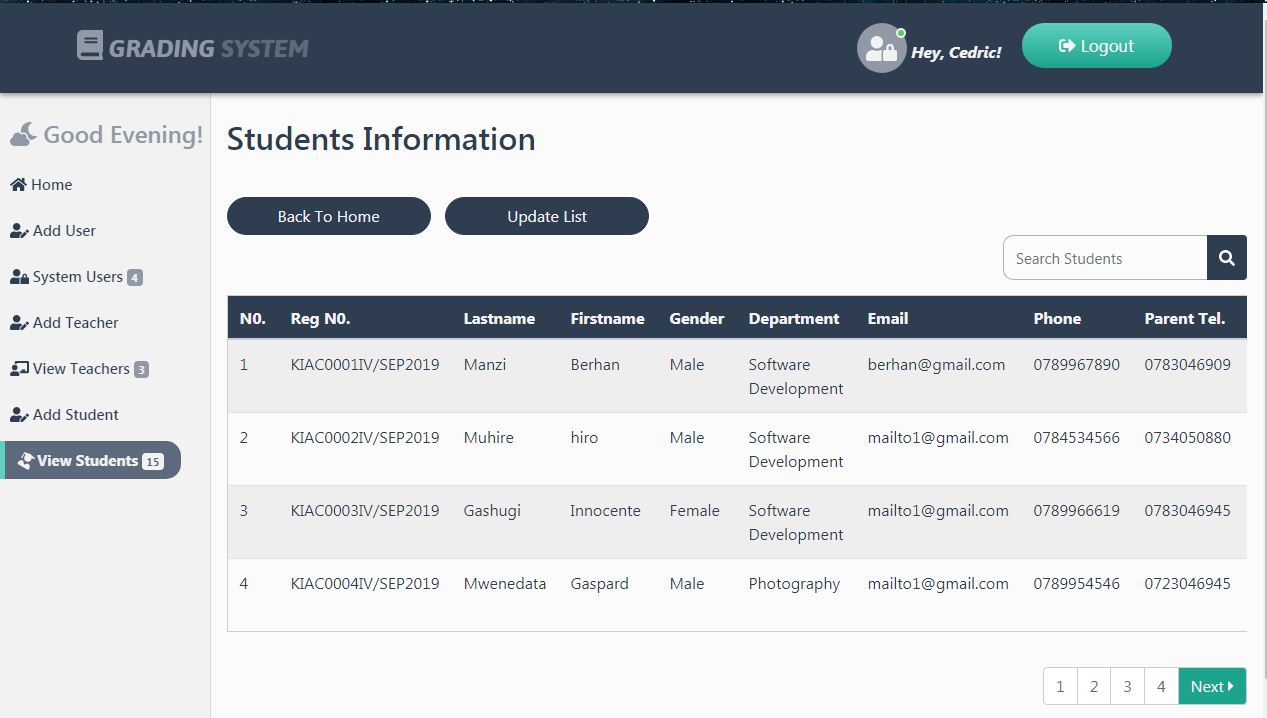 GRADING SYSTEM
Hey, Cedric!
Logout
Good Evening!
Home
Add User
System Users 4
Add Teacher
View Teachers 3
Add Student
View Students 15
Students Information
Back To Home Update List
Search Students
N0. Reg N0. Lastname Firstname Gender Department Email Phone Parent Tel.
1 KIAC0001IV/SEP2019 Manzi Berhan Male Software berhan@gmail.com 0789967890 0783046909
Development
2 KIAC0002IV/SEP2019 Muhire hiro Male Software mailto1@gmail.com 0784534566 0734050880
Development
3 KIAC0003IV/SEP2019 Gashugi Innocente Female Software mailto1@gmail.com 0789966619 0783046945
Development
4 KIAC0004IV/SEP2019 Mwenedata Gaspard Male Photography mailto1@gmail.com 0789954546 0723046945
1 2 3 4 Next